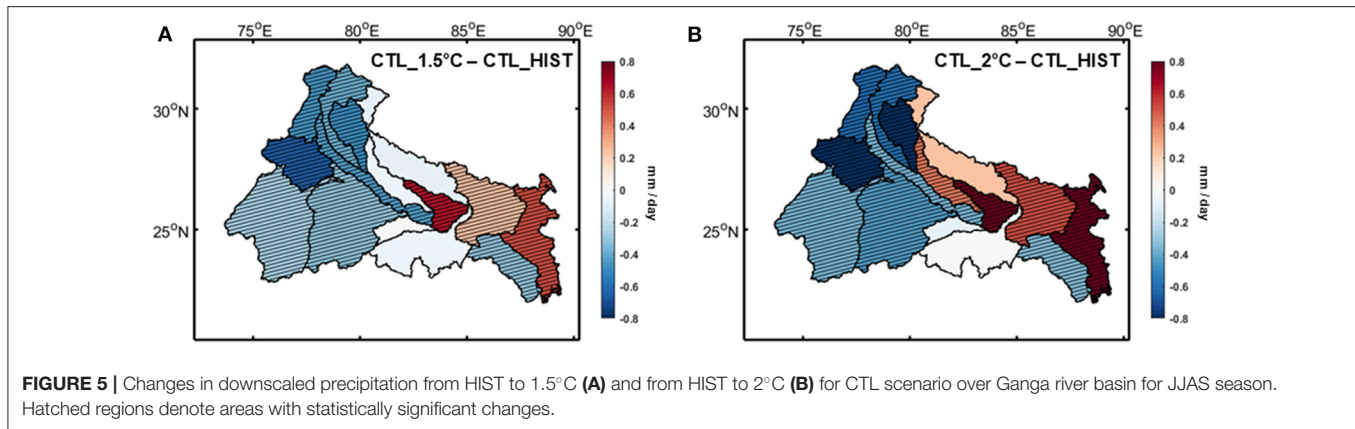 A
75°E 80°E 85°E 90°E
CTL_1.5°C – CTL_HIST
30°N
25°N
0.8
0.6
0.4
0.2
0
-0.2
-0.4
-0.6
-0.8
mm / day
B
75°E 80°E 85°E 90°E
CTL_2°C – CTL_HIST
30°N
25°N
0.8
0.6
0.4
0.2
0
-0.2
-0.4
-0.6
-0.8
mm / day
FIGURE 5 | Changes in downscaled precipitation from HIST to 1.5°C (A) and from HIST to 2°C (B) for CTL scenario over Ganga river basin for JJAS season.
Hatched regions denote areas with statistically significant changes.